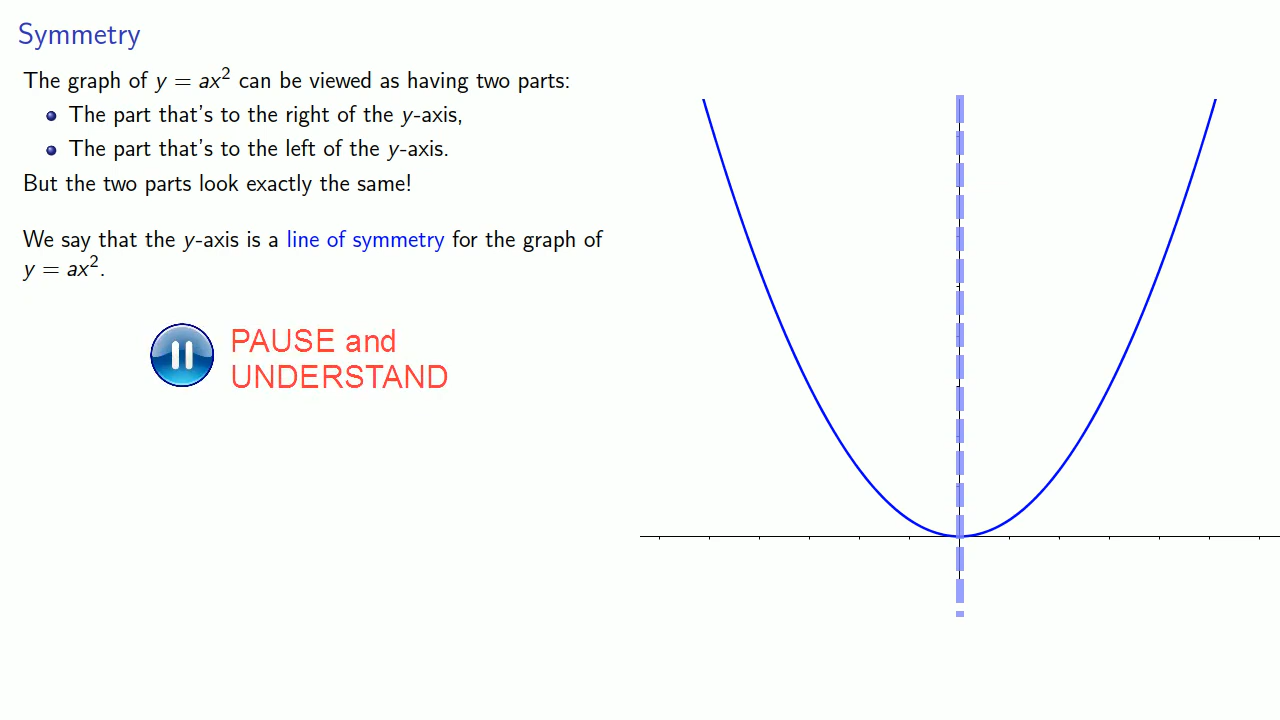 Symmetry
The graph of y = ax² can be viewed as having two parts:
The part that's to the right of the y-axis,
The part that's to the left of the y-axis.
But the two parts look exactly the same!
We say that the y-axis is a line of symmetry for the graph of
y = ax².
PAUSE and
UNDERSTAND